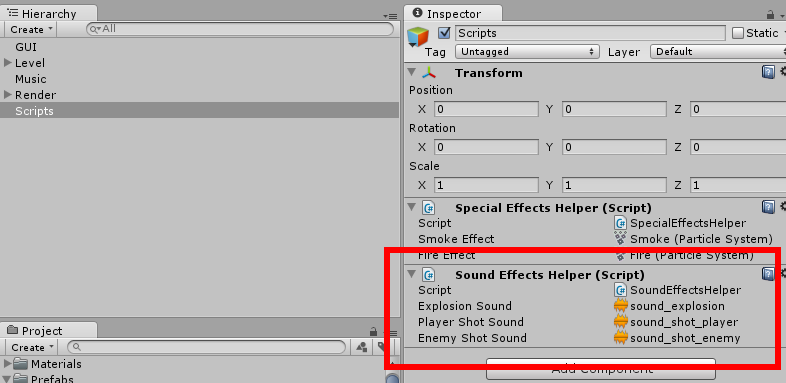 Hierarchy
Create
All
GUI
Level
Music
Render
Scripts
Project
Create
Materials
Prefabs
Inspector
Scripts
Static
Tag Untagged Layer Default
Transform
Position
X 0 Y 0 Z 0
Rotation
X 0 Y 0 Z 0
Scale
X 1 Y 1 Z 1
Special Effects Helper (Script)
Script SpecialEffectsHelper
Smoke Effect Smoke (Particle System)
Fire Effect Fire (Particle System)
Sound Effects Helper (Script)
Script SoundEffectsHelper
Explosion Sound sound_explosion
Player Shot Sound sound_shot_player
Enemy Shot Sound sound_shot_enemy
Add Component